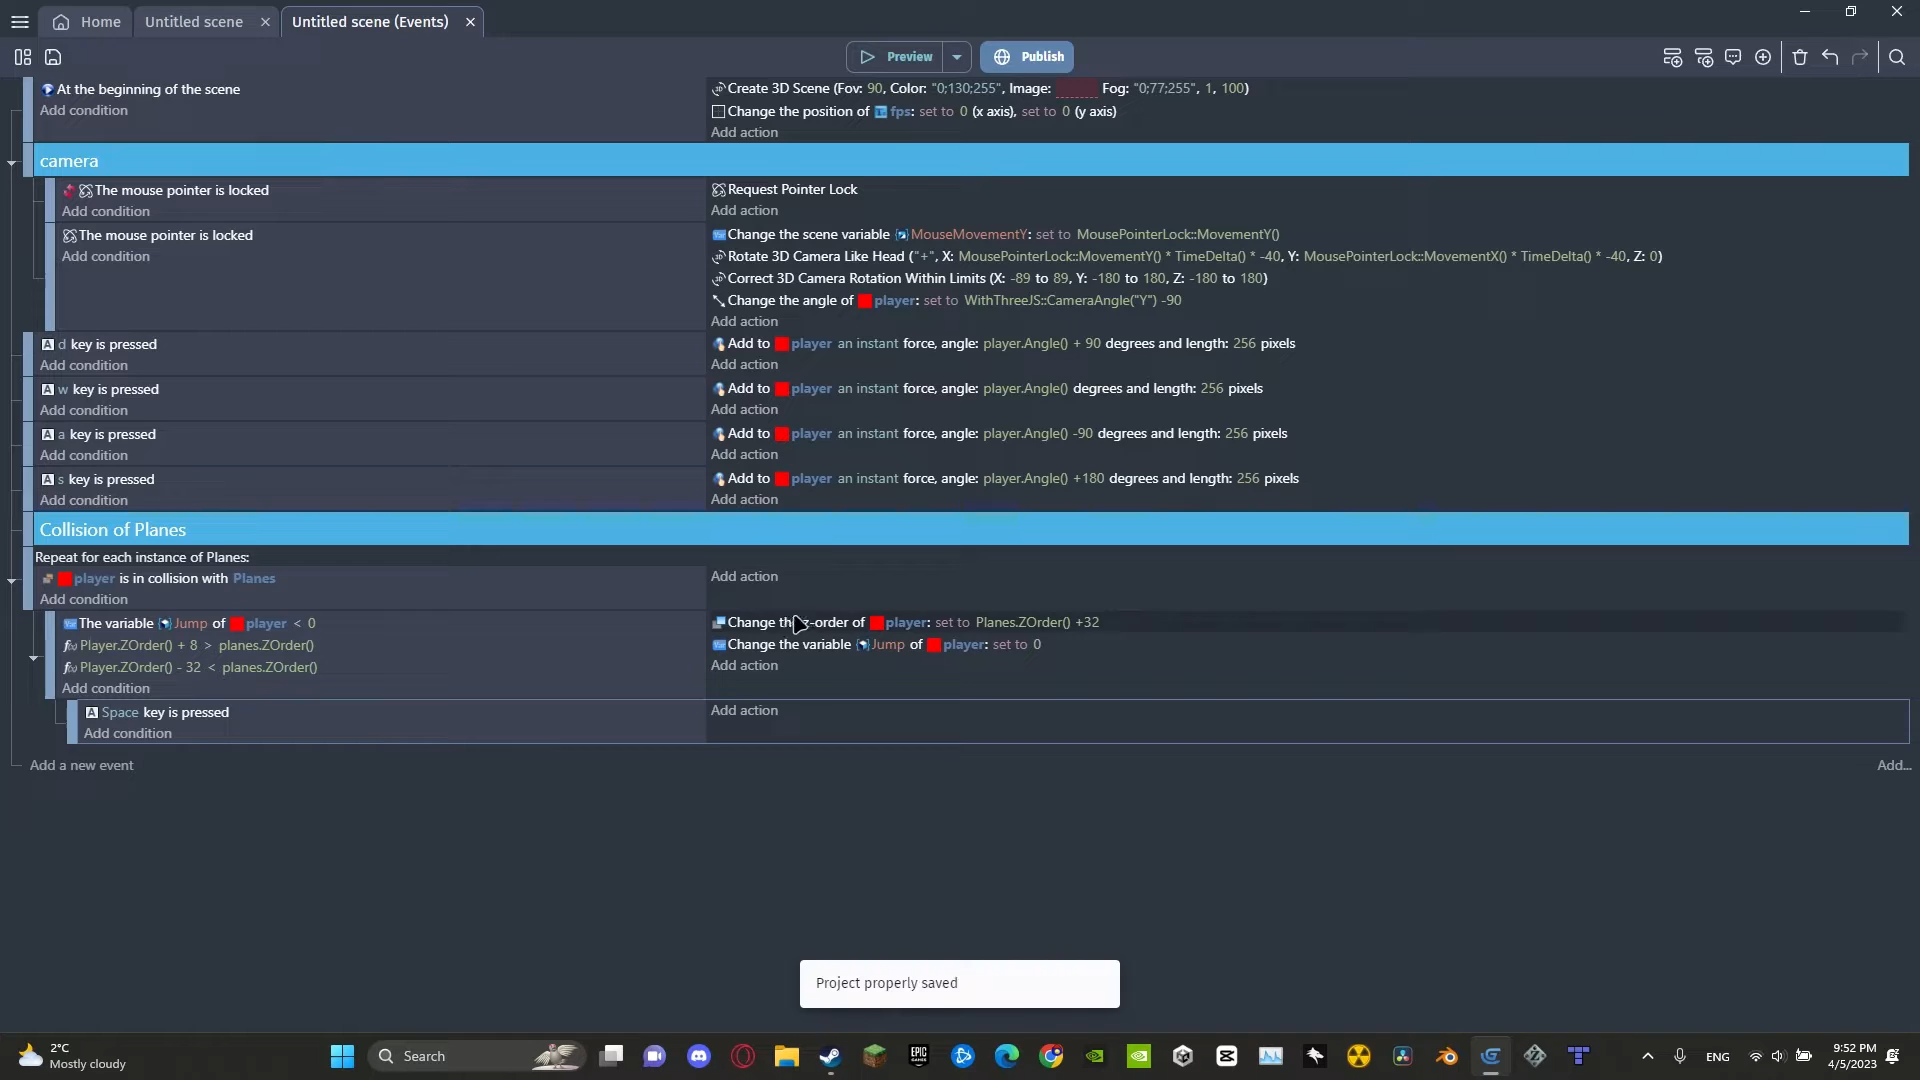 Home
Untitled scene
Untitled scene (Events)
Preview
Publish
At the beginning of the scene
Add condition
Create 3D Scene (Fov: 90, Color: "0;130;255", Image: Fog: "0;77;255", 1, 100)
Change the position of fps: set to 0 (x axis), set to 0 (y axis)
Add action
camera
The mouse pointer is locked
Add condition
Request Pointer Lock
Add action
The mouse pointer is locked
Add condition
Change the scene variable MouseMovementY: set to MousePointerLock::MovementY()
Rotate 3D Camera Like Head ("+", X: MousePointerLock::MovementY() * TimeDelta() * -40, Y: MousePointerLock::MovementX() * TimeDelta() * -40, Z: 0)
Correct 3D Camera Rotation Within Limits (X: -89 to 89, Y: -180 to 180, Z: -180 to 180)
Change the angle of player: set to WithThreeJS::CameraAngle("Y") -90
Add action
A d key is pressed
Add condition
Add to player an instant force, angle: player.Angle() + 90 degrees and length: 256 pixels
Add action
A w key is pressed
Add condition
Add to player an instant force, angle: player.Angle() degrees and length: 256 pixels
Add action
A a key is pressed
Add condition
Add to player an instant force, angle: player.Angle() -90 degrees and length: 256 pixels
Add action
A s key is pressed
Add condition
Add to player an instant force, angle: player.Angle() +180 degrees and length: 256 pixels
Add action
Collision of Planes
Repeat for each instance of Planes:
player is in collision with Planes
Add condition
Add action
The variable Jump of player < 0
Player.ZOrder() + 8 > planes.ZOrder()
Player.ZOrder() - 32 < planes.ZOrder()
Add condition
Change the z-order of player: set to Planes.ZOrder() +32
Change the variable Jump of player: set to 0
Add action
A Space key is pressed
Add condition
Add action
Add a new event
Add...
Project properly saved
2°C
Mostly cloudy
Search
EPIC GAMES
ENG
9:52 PM
4/5/2023